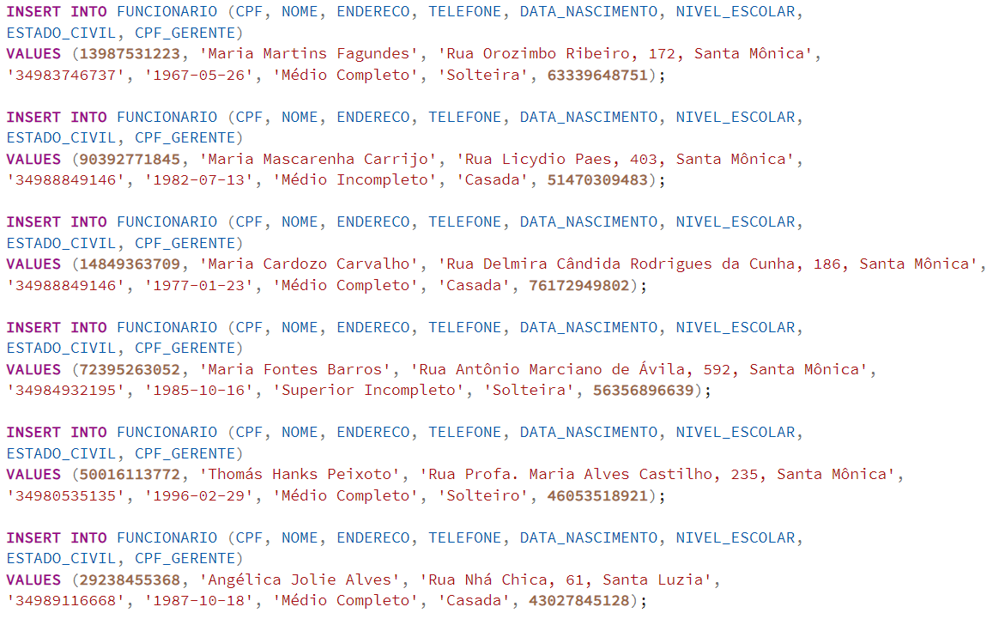 INSERT INTO FUNCIONARIO (CPF, NOME, ENDERECO, TELEFONE, DATA_NASCIMENTO, NIVEL_ESCOLAR,
ESTADO_CIVIL, CPF_GERENTE)
VALUES (13987531223, 'Maria Martins Fagundes', 'Rua Orozimbo Ribeiro, 172, Santa Mônica',
'34983746737', '1967-05-26', 'Médio Completo', 'Solteira', 63339648751);
INSERT INTO FUNCIONARIO (CPF, NOME, ENDERECO, TELEFONE, DATA_NASCIMENTO, NIVEL_ESCOLAR,
ESTADO_CIVIL, CPF_GERENTE)
VALUES (90392771845, 'Maria Mascarenha Carrijo', 'Rua Licydio Paes, 403, Santa Mônica',
'34988849146', '1982-07-13', 'Médio Incompleto', 'Casada', 51470309483);
INSERT INTO FUNCIONARIO (CPF, NOME, ENDERECO, TELEFONE, DATA_NASCIMENTO, NIVEL_ESCOLAR,
ESTADO_CIVIL, CPF_GERENTE)
VALUES (14849363709, 'Maria Cardozo Carvalho', 'Rua Delmira Cândida Rodrigues da Cunha, 186, Santa Mônica',
'34988849146', '1977-01-23', 'Médio Completo', 'Casada', 76172949802);
INSERT INTO FUNCIONARIO (CPF, NOME, ENDERECO, TELEFONE, DATA_NASCIMENTO, NIVEL_ESCOLAR,
ESTADO_CIVIL, CPF_GERENTE)
VALUES (72395263052, 'Maria Fontes Barros', 'Rua Antônio Marciano de Ávila, 592, Santa Mônica',
'34984932195', '1985-10-16', 'Superior Incompleto', 'Solteira', 56356896639);
INSERT INTO FUNCIONARIO (CPF, NOME, ENDERECO, TELEFONE, DATA_NASCIMENTO, NIVEL_ESCOLAR,
ESTADO_CIVIL, CPF_GERENTE)
VALUES (50016113772, 'Thomás Hanks Peixoto', 'Rua Profa. Maria Alves Castilho, 235, Santa Mônica',
'34980535135', '1996-02-29', 'Médio Completo', 'Solteiro', 46053518921);
INSERT INTO FUNCIONARIO (CPF, NOME, ENDERECO, TELEFONE, DATA_NASCIMENTO, NIVEL_ESCOLAR,
ESTADO_CIVIL, CPF_GERENTE)
VALUES (29238455368, 'Angélica Jolie Alves', 'Rua Nhá Chica, 61, Santa Luzia',
'34989116668', '1987-10-18', 'Médio Completo', 'Casada', 43027845128);